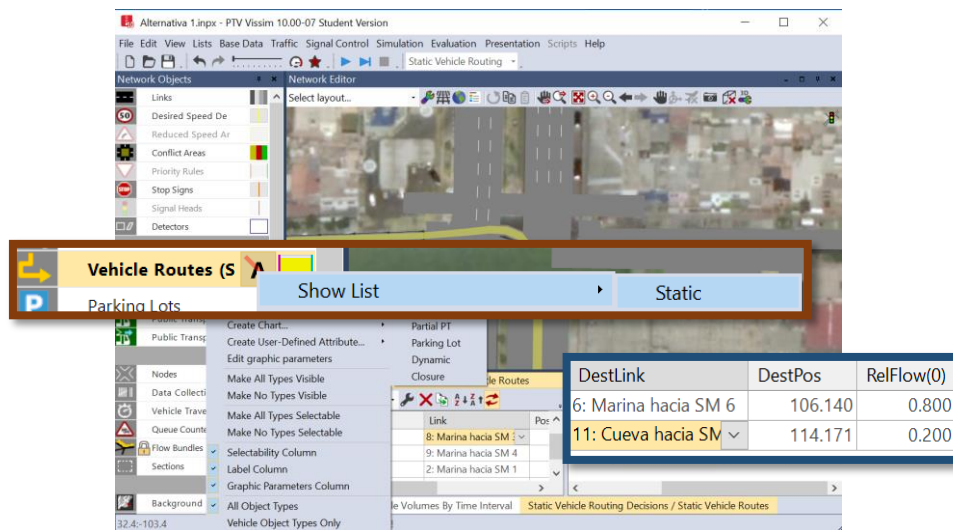 Alternativa 1.inpx - PTV Vissim 10.00-07 Student Version
File Edit View Lists Base Data Traffic Signal Control Simulation Evaluation Presentation Scripts Help
Static Vehicle Routing
Network Objects
Network Editor
Links
Select layout...
50
Desired Speed De
Reduced Speed Ar
Conflict Areas
Priority Rules
STOP
Stop Signs
Signal Heads
Detectors
Vehicle Routes (S
A
Show List
Static
P
Parking Lots
Public Transp
Create Chart...
Partial PT
Create User-Defined Attribute...
Parking Lot
Edit graphic parameters
Dynamic
Nodes
Make All Types Visible
Closure
Data Collecti
Make No Types Visible
Vehicle Trave
Make All Types Selectable
Queue Counte
Make No Types Selectable
Flow Bundles
Selectability Column
Sections
Label Column
Graphic Parameters Column
Background
All Object Types
Vehicle Object Types Only
Link
Pos
8: Marina hacia SM
9: Marina hacia SM 4
2: Marina hacia SM 1
DestLink DestPos RelFlow(0)
6: Marina hacia SM 6 106.140 0.800
11: Cueva hacia SM 114.171 0.200
le Volumes By Time Interval
Static Vehicle Routing Decisions / Static Vehicle Routes
32.4:-103.4